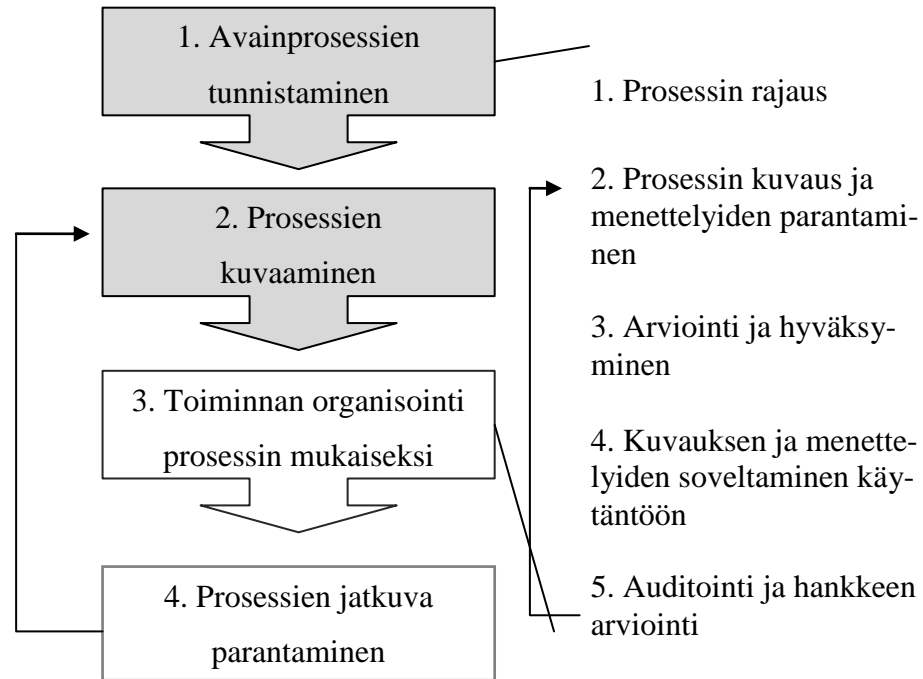 1. Avainprosessien
tunnistaminen
2. Prosessien
kuvaaminen
3. Toiminnan organisointi
prosessin mukaiseksi
4. Prosessien jatkuva
parantaminen
1. Prosessin rajaus
2. Prosessin kuvaus ja
menettelyiden parantami-
nen
3. Arviointi ja hyväksy-
minen
4. Kuvauksen ja menette-
lyiden soveltaminen käy-
täntöön
5. Auditointi ja hankkeen
arviointi